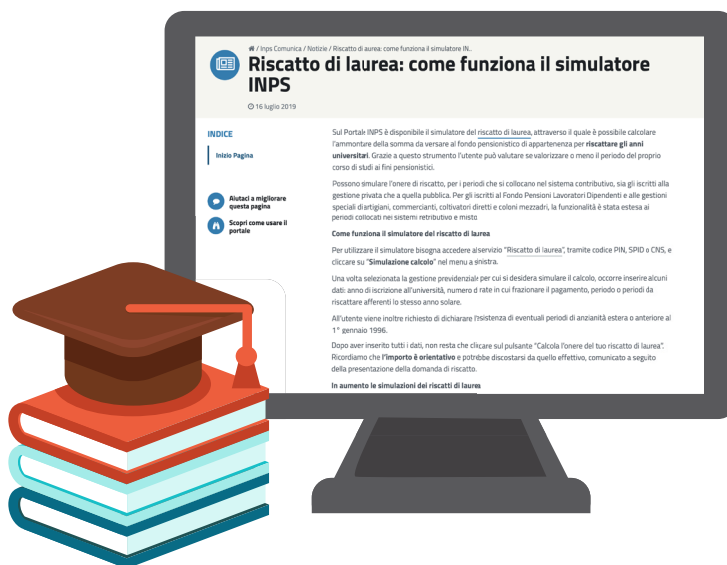 / Inps Comunica / Notizie / Riscatto di aurea: come funziona il simulatore IN..
Riscatto di laurea: come funziona il simulatore
INPS
16 luglio 2019
INDICE
Inizio Pagina
Aiutaci a migliorare
questa pagina
Scopri come usare il
portale
Sul Portale INPS è disponibile il simulatore del riscatto di laurea, attraverso il quale è possibile calcolare
l'ammontare della somma da versare al fondo pensionistico di appartenenza per riscattare gli anni
universitari. Grazie a questo strumento l'utente può valutare se valorizzare o meno il periodo del proprio
corso di studi ai fini pensionistici.
Possono simulare l'onere di riscatto, per i periodi che si collocano nel sistema contributivo, sia gli iscritti alla
gestione privata che a quella pubblica. Per gli iscritti al Fondo Pensioni Lavoratori Dipendenti e alle gestioni
speciali di artigiani, commercianti, coltivatori diretti e coloni mezzadri, la funzionalità è stata estesa ai
periodi collocati nei sistemi retributivo e misto
Come funziona il simulatore del riscatto di laurea
Per utilizzare il simulatore bisogna accedere al servizio "Riscatto di laurea", tramite codice PIN, SPID o CNS, e
cliccare su "Simulazione calcolo" nel menu a sinistra.
Una volta selezionata la gestione previdenziale per cui si desidera simulare il calcolo, occorre inserire alcuni
dati: anno di iscrizione all'università, numero d rate in cui frazionare il pagamento, periodo o periodi da
riscattare afferenti lo stesso anno solare.
All'utente viene inoltre richiesto di dichiarare l'esistenza di eventuali periodi di anzianità estera o anteriore al
1° gennaio 1996.
Dopo aver inserito tutti i dati, non resta che cliccare sul pulsante "Calcola l'onere del tuo riscatto di laurea".
Ricordiamo che l'importo è orientativo e potrebbe discostarsi da quello effettivo, comunicato a seguito
della presentazione della domanda di riscatto.
In aumento le simulazioni dei riscatti di laurea